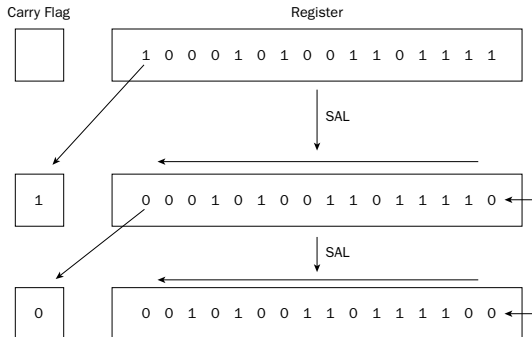 Carry Flag Register
1 0 0 0 1 0 1 0 0 1 1 0 1 1 1 1
SAL
1 0 0 0 1 0 1 0 0 1 1 0 1 1 1 1 0
SAL
0 0 0 1 0 1 0 0 1 1 0 1 1 1 1 0 0